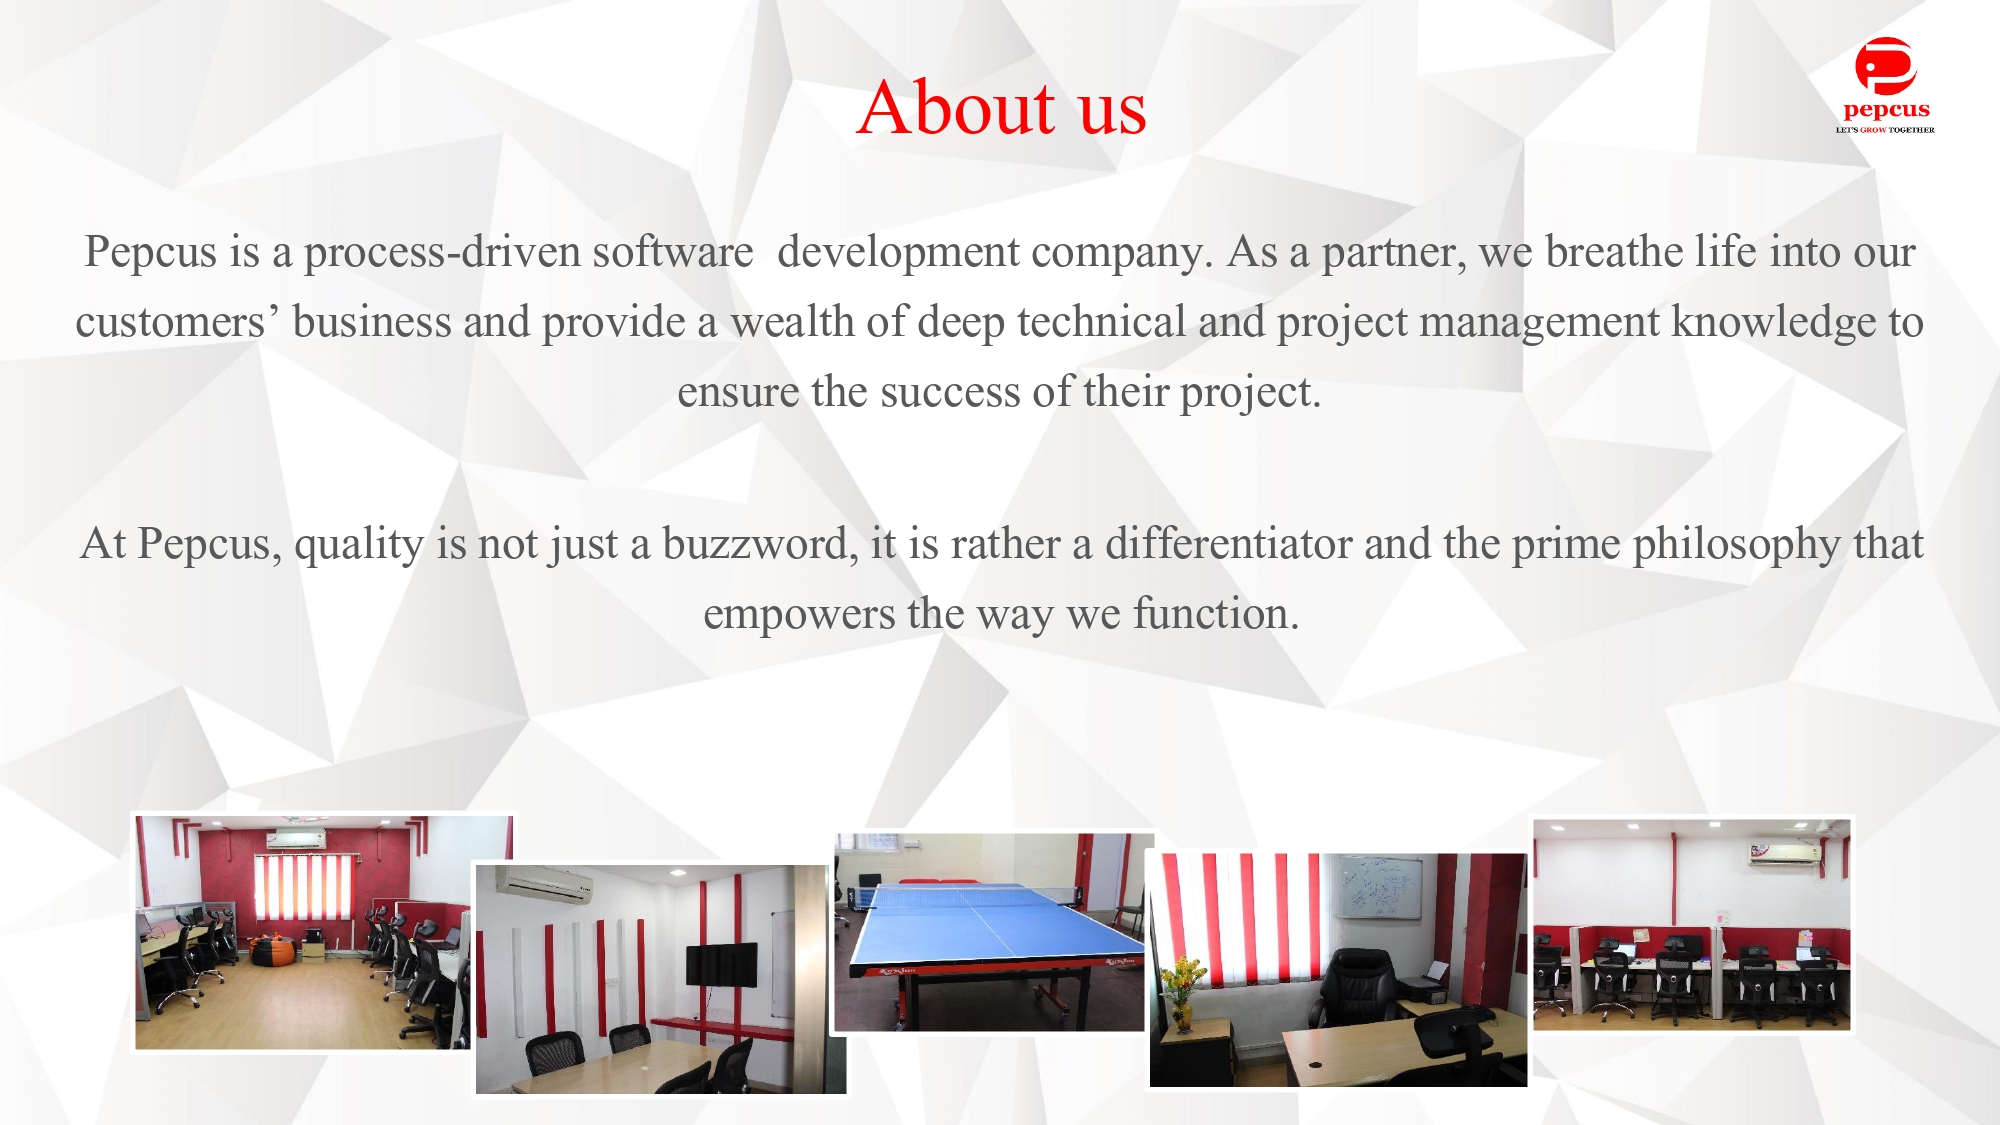 About us
pepcus
LET'S GROW TOGETHER
Pepcus is a process-driven software  development company. As a partner, we breathe life into our
customers’ business and provide a wealth of deep technical and project management knowledge to
ensure the success of their project.
At Pepcus, quality is not just a buzzword, it is rather a differentiator and the prime philosophy that
empowers the way we function.